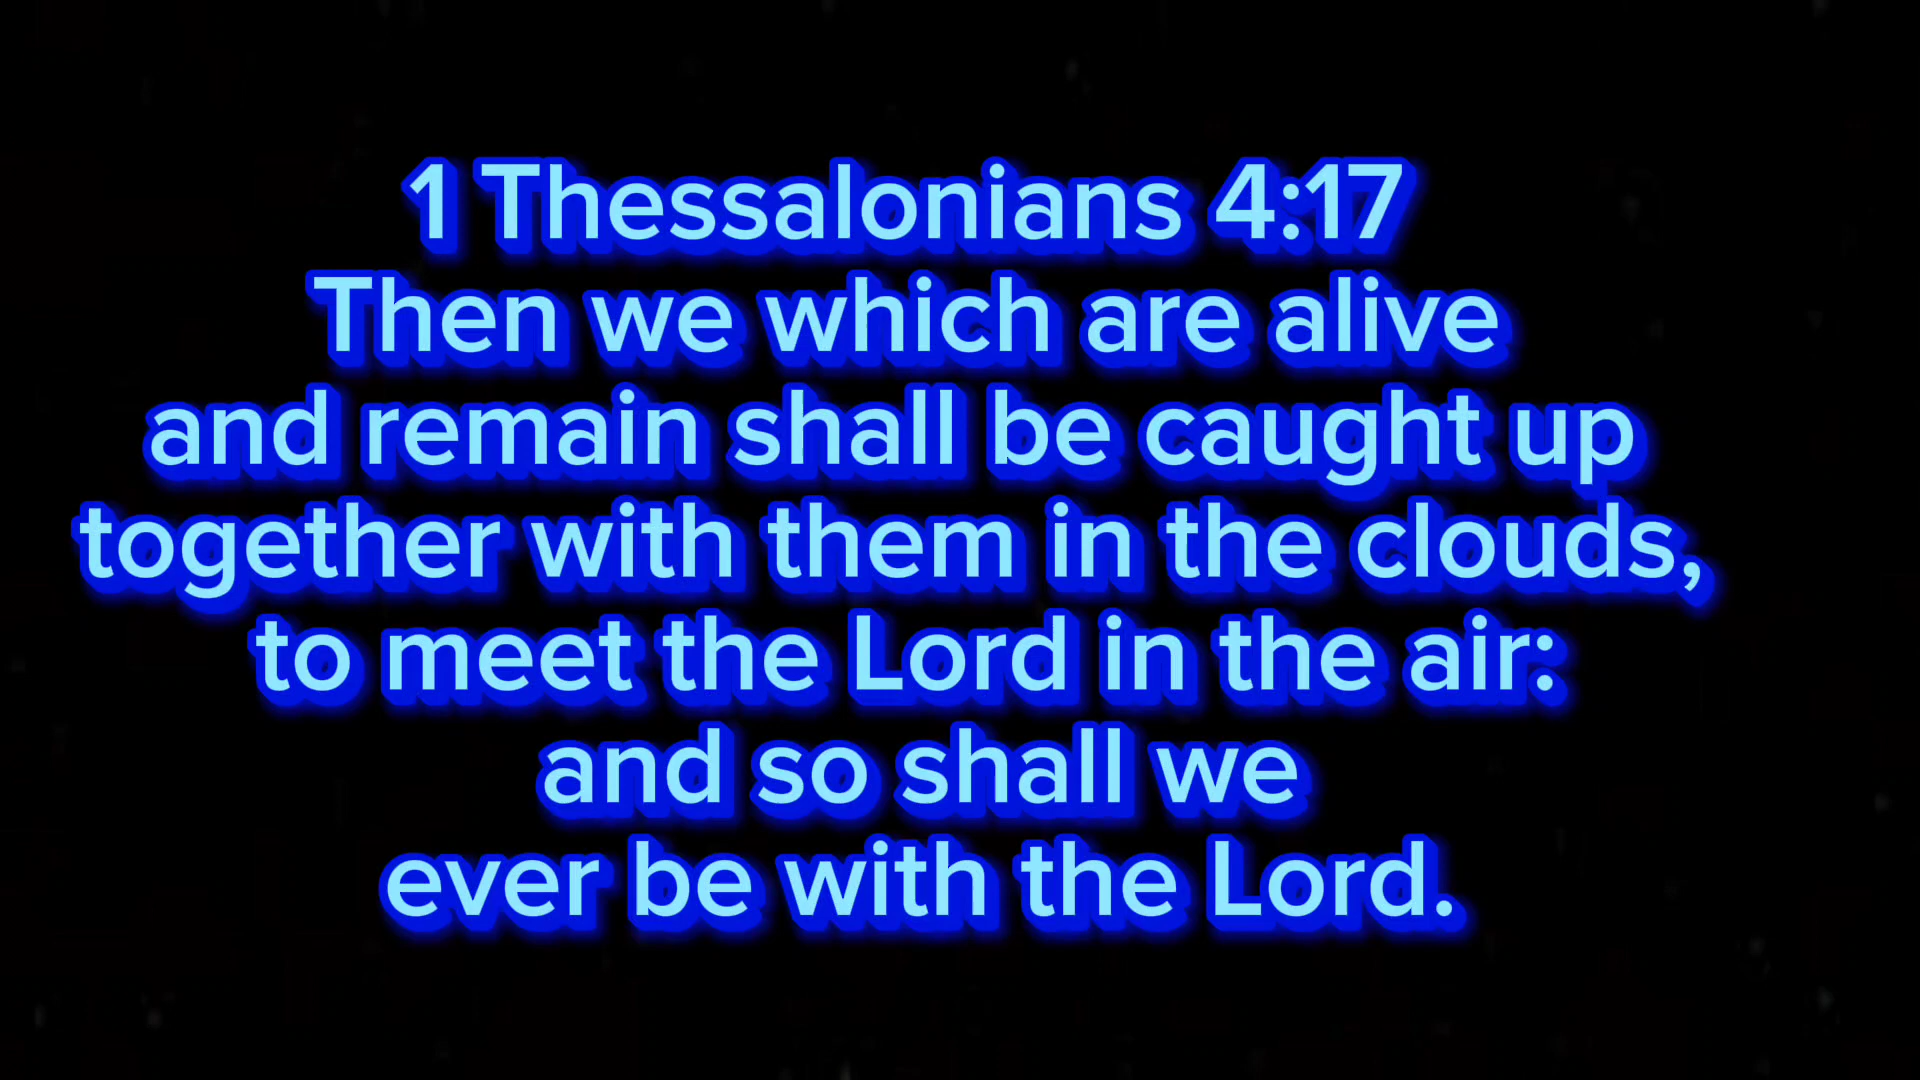 1 Thessalonians 4:17
Then we which are alive
and remain shall be caught up
together with them in the clouds,
to meet the Lord in the air:
and so shall we
ever be with the Lord.